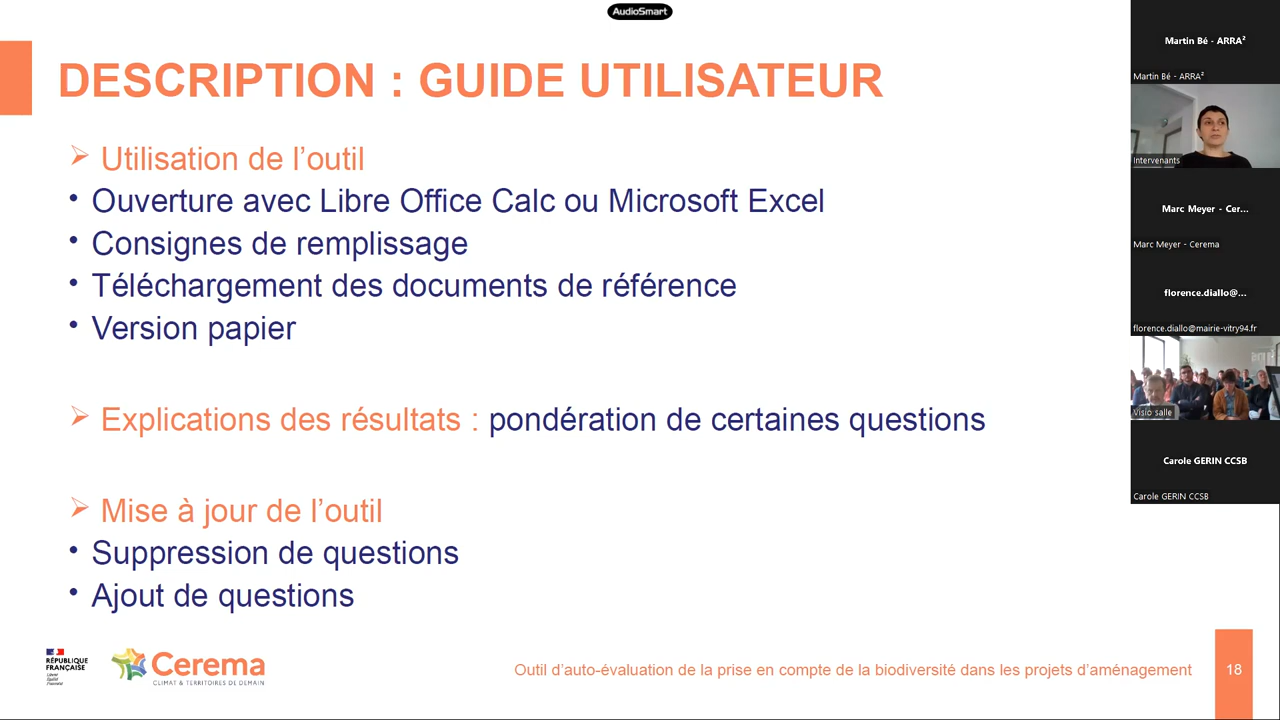 AudioSmart
DESCRIPTION : GUIDE UTILISATEUR
Utilisation de l’outil
Ouverture avec Libre Office Calc ou Microsoft Excel
Consignes de remplissage
Téléchargement des documents de référence
Version papier
Explications des résultats : pondération de certaines questions
Mise à jour de l’outil
Suppression de questions
Ajout de questions
RÉPUBLIQUE
FRANÇAISE
Liberté
Égalité
Fraternité
Cerema
CLIMAT & TERRITOIRES DE DEMAIN
Outil d’auto-évaluation de la prise en compte de la biodiversité dans les projets d’aménagement
18
Martin Bé - ARRA²
Martin Bé - ARRA²
Intervenants
Marc Meyer - Cer...
Marc Meyer - Cerema
florence.diallo@...
florence.diallo@mairie-vitry94.fr
Visio salle
Carole GERIN CCSB
Carole GERIN CCSB